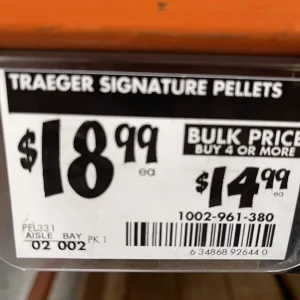 TRAEGER SIGNATURE PELLETS
$18.99 ea
BULK PRICE
BUY 4 OR MORE
$14.99 ea
1002-961-380
PEL331
AISLE BAY
02 002 PK 1
6 34868 92644 0